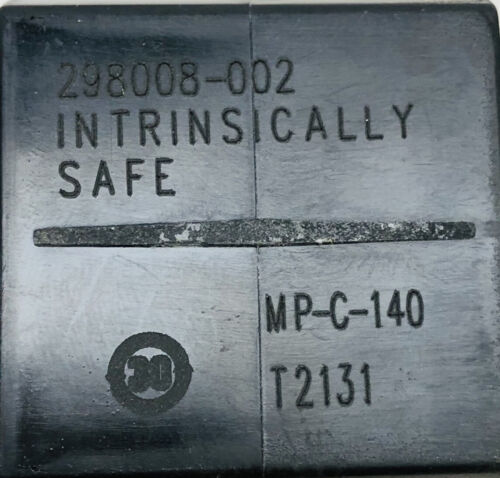 298008-002
INTRINSICALLY
SAFE
MP-C-140
T2131